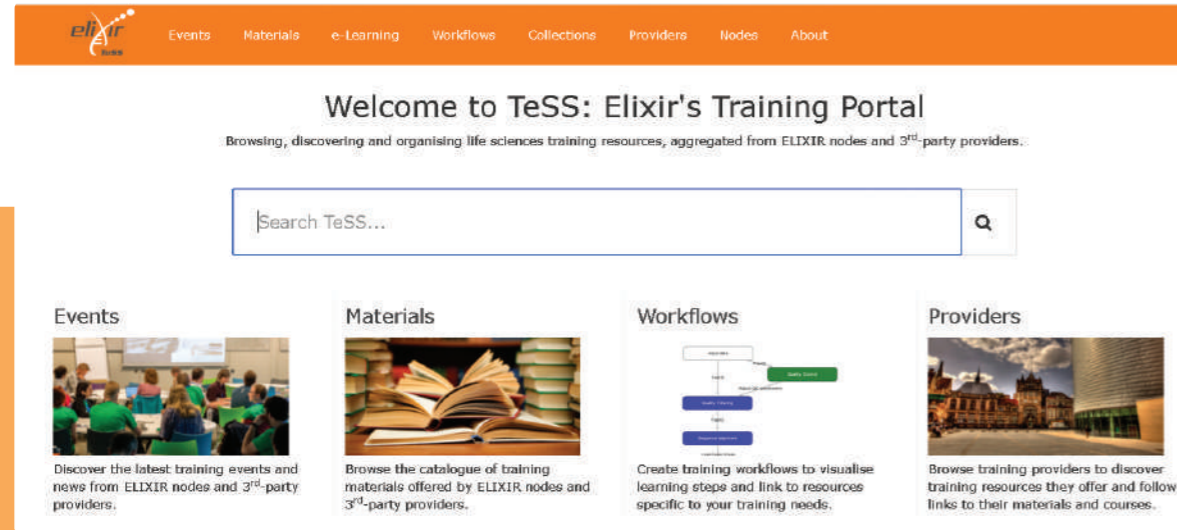 elixir
TeSS
Events
Materials
e-Learning
Workflows
Collections
Providers
Nodes
About
Welcome to TeSS: Elixir's Training Portal
Browsing, discovering and organising life sciences training resources, aggregated from ELIXIR nodes and 3rd-party providers.
Search TeSS...
Events
Discover the latest training events and
news from ELIXIR nodes and 3rd-party
providers.
Materials
Browse the catalogue of training
materials offered by ELIXIR nodes and
3rd-party providers.
Workflows
Create training workflows to visualise
learning steps and link to resources
specific to your training needs.
Providers
Browse training providers to discover
training resources they offer and follow
links to their materials and courses.